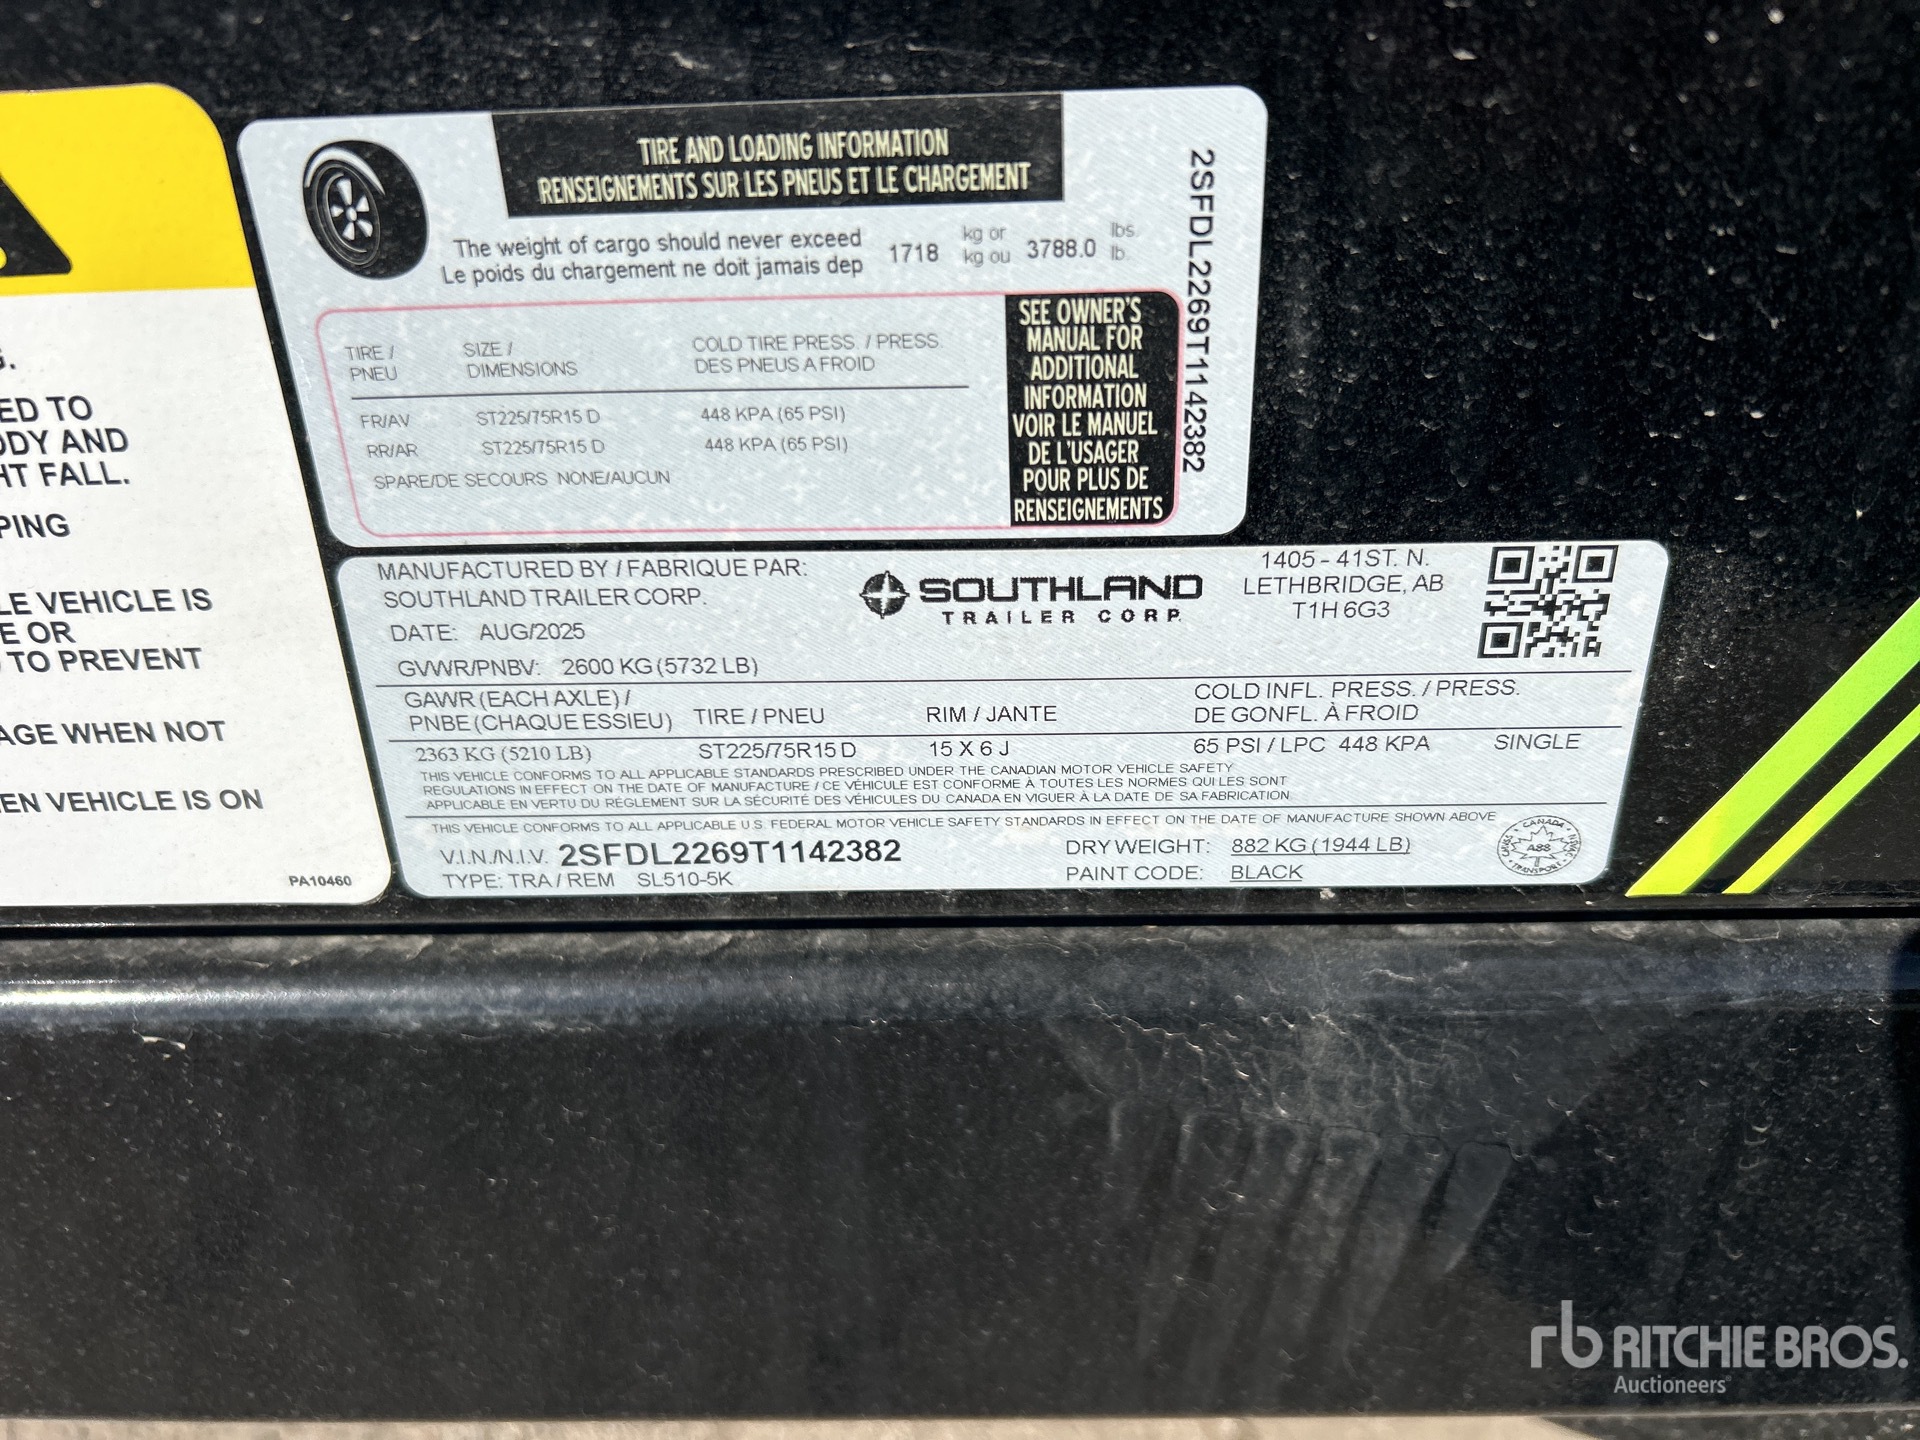 G.
ED TO
ODY AND
HT FALL.
PING
LE VEHICLE IS
E OR
TO PREVENT
AGE WHEN NOT
EN VEHICLE IS ON
PA10460
TIRE AND LOADING INFORMATION
RENSEIGNEMENTS SUR LES PNEUS ET LE CHARGEMENT
The weight of cargo should never exceed 1718 kg or 3788.0 lbs.
Le poids du chargement ne doit jamais dep kg ou lb.
TIRE / SIZE / COLD TIRE PRESS. / PRESS.
PNEU DIMENSIONS DES PNEUS A FROID
FR/AV ST225/75R15 D 448 KPA (65 PSI)
RR/AR ST225/75R15 D 448 KPA (65 PSI)
SPARE/DE SECOURS NONE/AUCUN
SEE OWNER'S
MANUAL FOR
ADDITIONAL
INFORMATION
VOIR LE MANUEL
DE L'USAGER
POUR PLUS DE
RENSEIGNEMENTS
2SFDL2269T1142382
MANUFACTURED BY / FABRIQUE PAR:
SOUTHLAND TRAILER CORP.
DATE: AUG/2025
GVWR/PNBV: 2600 KG (5732 LB)
SOUTHLAND
TRAILER CORP.
1405 - 41ST. N.
LETHBRIDGE, AB
T1H 6G3
GAWR (EACH AXLE) / COLD INFL. PRESS. / PRESS.
PNBE (CHAQUE ESSIEU) TIRE / PNEU RIM / JANTE DE GONFL. À FROID
2363 KG (5210 LB) ST225/75R15 D 15 X 6 J 65 PSI / LPC 448 KPA SINGLE
THIS VEHICLE CONFORMS TO ALL APPLICABLE STANDARDS PRESCRIBED UNDER THE CANADIAN MOTOR VEHICLE SAFETY
REGULATIONS IN EFFECT ON THE DATE OF MANUFACTURE / CE VÉHICULE EST CONFORME À TOUTES LES NORMES QUI LES SONT
APPLICABLE EN VERTU DU RÉGLEMENT SUR LA SÉCURITÉ DES VÉHICULES DU CANADA EN VIGUER À LA DATE DE SA FABRICATION
THIS VEHICLE CONFORMS TO ALL APPLICABLE U.S. FEDERAL MOTOR VEHICLE SAFETY STANDARDS IN EFFECT ON THE DATE OF MANUFACTURE SHOWN ABOVE
V.I.N./N.I.V. 2SFDL2269T1142382 DRY WEIGHT: 882 KG (1944 LB)
TYPE: TRA / REM SL510-5K PAINT CODE: BLACK
CANADA
A88
TRANSPORT
rb RITCHIE BROS.
Auctioneers